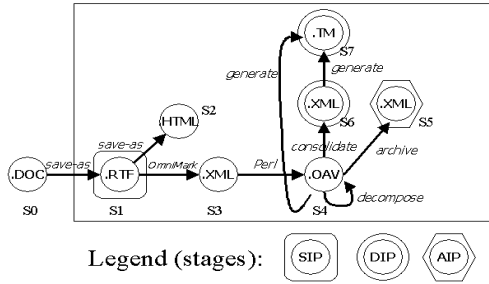 .TM
S7
generate
generate
S2
.HTML
.XML
S6
.XML
S5
save-as
consolidate
archive
.DOC
save-as
.RTF
OmniMark
.XML
Perl
.OAV
decompose
S0
S1
S3
S4
Legend (stages):
SIP
DIP
AIP